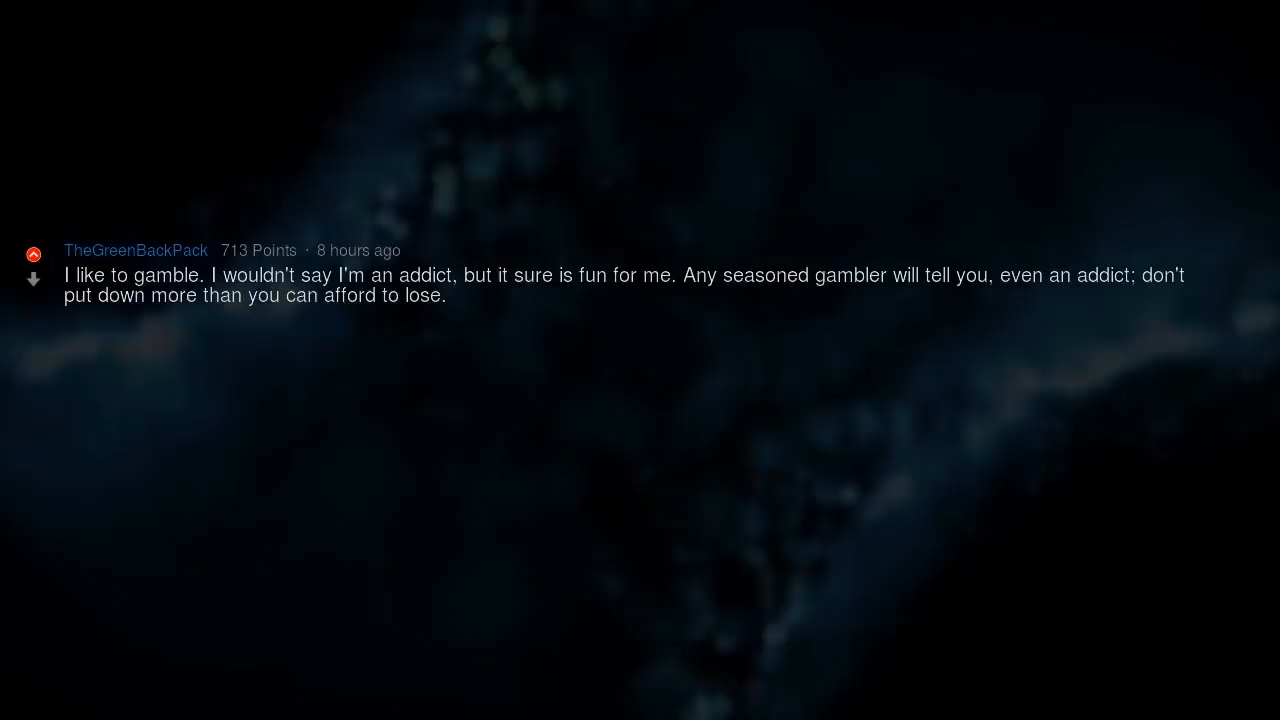 TheGreenBackPack 713 Points · 8 hours ago
I like to gamble. I wouldn't say I'm an addict, but it sure is fun for me. Any seasoned gambler will tell you, even an addict; don't
put down more than you can afford to lose.